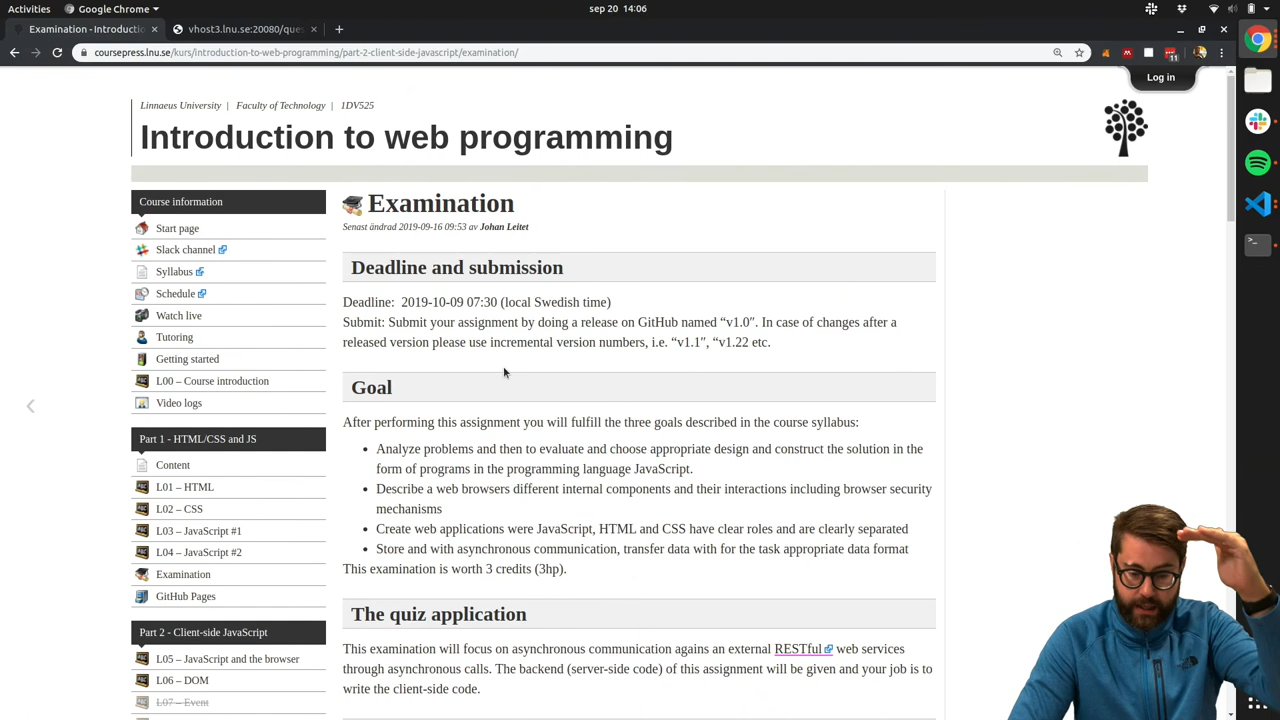 Activities
Google Chrome
sep 20 14:06
Examination - Introductio
vhost3.lnu.se:20080/ques
coursepress.lnu.se/kurs/introduction-to-web-programming/part-2-client-side-javascript/examination/
11
Log in
Linnaeus University | Faculty of Technology | 1DV525
Introduction to web programming
Course information
Start page
Slack channel
Syllabus
Schedule
Watch live
Tutoring
Getting started
L00 – Course introduction
Video logs
Part 1 - HTML/CSS and JS
Content
L01 – HTML
L02 – CSS
L03 – JavaScript #1
L04 – JavaScript #2
Examination
GitHub Pages
Part 2 - Client-side JavaScript
L05 – JavaScript and the browser
L06 – DOM
L07 – Event
Examination
Senast ändrad 2019-09-16 09:53 av Johan Leitet
Deadline and submission
Deadline: 2019-10-09 07:30 (local Swedish time)
Submit: Submit your assignment by doing a release on GitHub named “v1.0″. In case of changes after a
released version please use incremental version numbers, i.e. “v1.1″, “v1.22 etc.
Goal
After performing this assignment you will fulfill the three goals described in the course syllabus:
• Analyze problems and then to evaluate and choose appropriate design and construct the solution in the
form of programs in the programming language JavaScript.
• Describe a web browsers different internal components and their interactions including browser security
mechanisms
• Create web applications were JavaScript, HTML and CSS have clear roles and are clearly separated
• Store and with asynchronous communication, transfer data with for the task appropriate data format
This examination is worth 3 credits (3hp).
The quiz application
This examination will focus on asynchronous communication agains an external RESTful web services
through asynchronous calls. The backend (server-side code) of this assignment will be given and your job is to
write the client-side code.